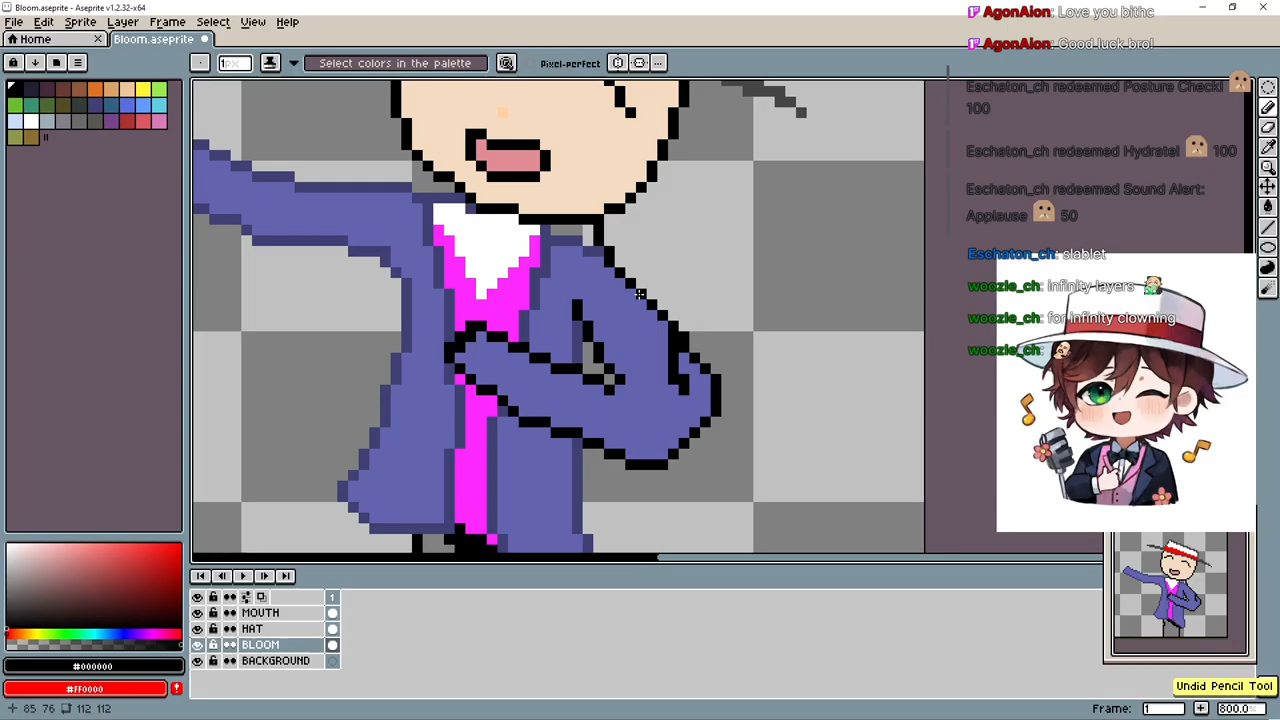 Bloom.aseprite - Aseprite v1.2.32-x64
File Edit Sprite Layer Frame Select View Help
Home
Bloom.aseprite
1px
Select colors in the palette
Pixel-perfect
AgonAion: Love you bithc
AgonAion: Good luck bro!
Eschaton_ch redeemed Posture Check!
100
Eschaton_ch redeemed Hydrate! 100
Eschaton_ch redeemed Sound Alert:
Applause 50
Eschaton_ch: slablet
woozle_ch: infinity layers
woozle_ch: for infinity clowning
woozle_ch:
1
MOUTH
HAT
BLOOM
BACKGROUND
#000000
#FF0000
Undid Pencil Tool
85 76 112 112
Frame: 1
800.0